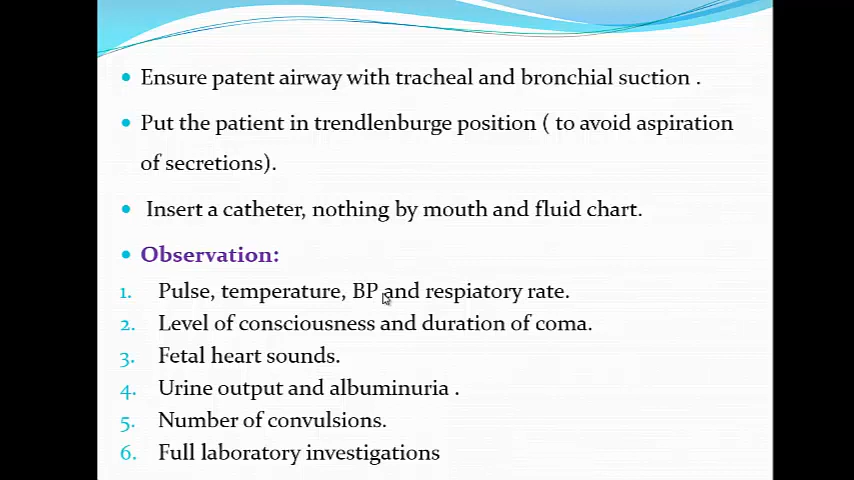 • Ensure patent airway with tracheal and bronchial suction .
• Put the patient in trendlenburge position ( to avoid aspiration
of secretions).
• Insert a catheter, nothing by mouth and fluid chart.
• Observation:
1. Pulse, temperature, BP and respiatory rate.
2. Level of consciousness and duration of coma.
3. Fetal heart sounds.
4. Urine output and albuminuria .
5. Number of convulsions.
6. Full laboratory investigations